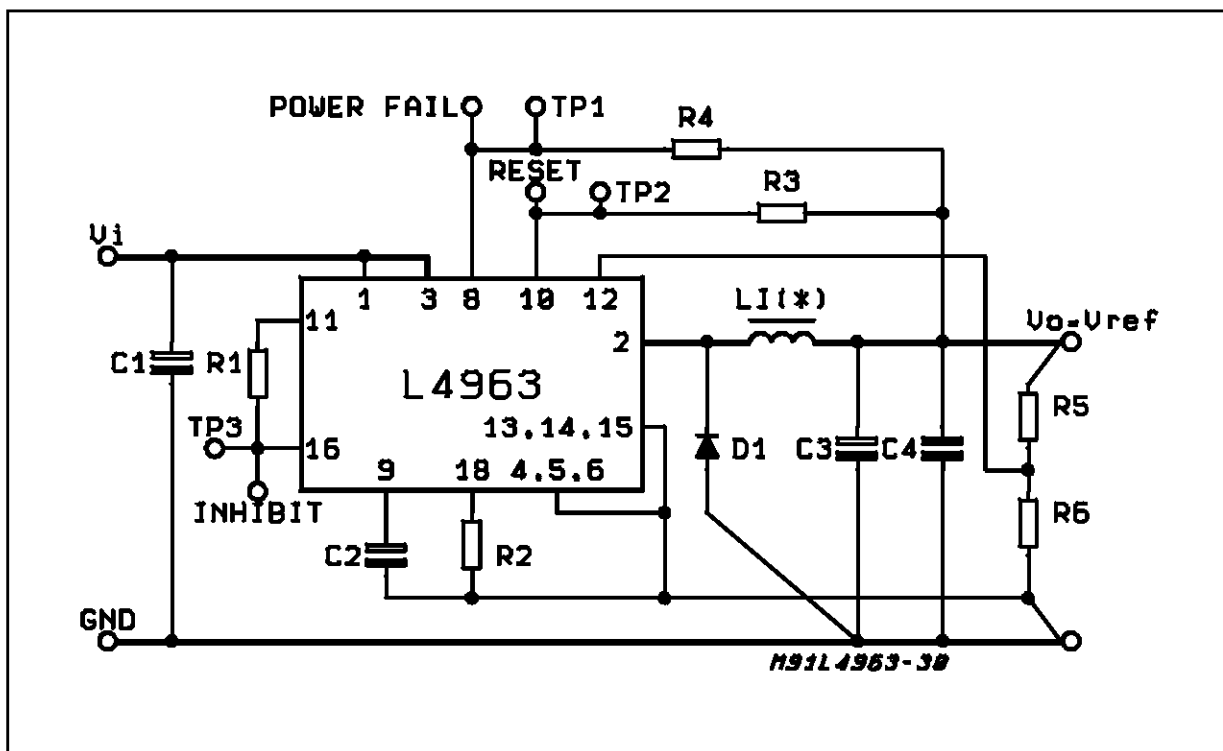 POWER FAIL
TP1
R4
RESET
TP2
R3
Vi
1
3
8
10
12
LI(*)
Vo=Vref
11
2
C1
R1
L4963
R5
TP3
13.14.15
16
D1
C3
C4
9
18
4.5.6
INHIBIT
C2
R2
R6
GND
M91L4963-30